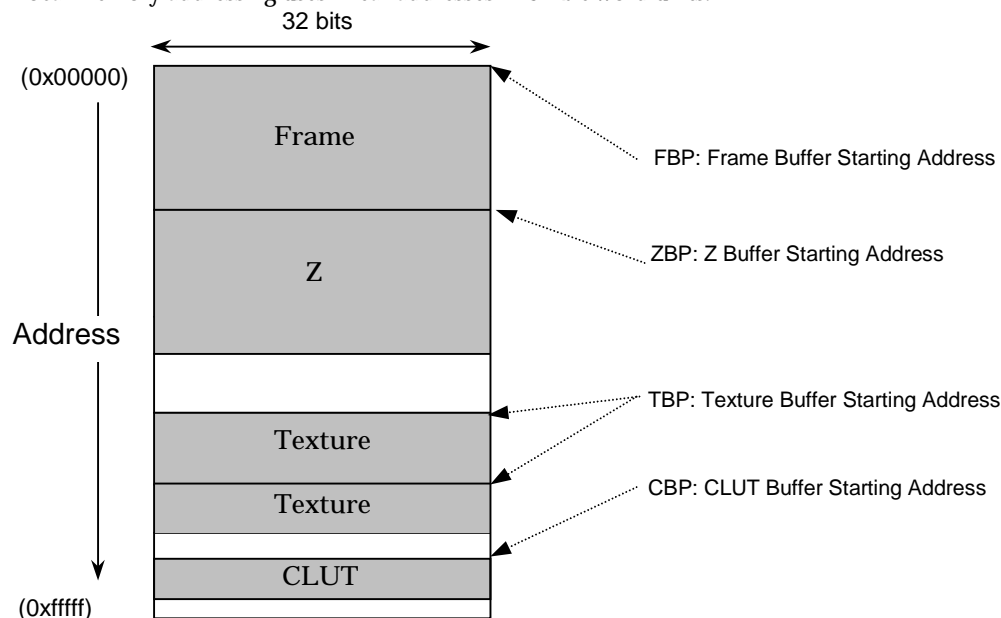 32 bits
(0x00000)
Frame
FBP: Frame Buffer Starting Address
ZBP: Z Buffer Starting Address
Z
Address
TBP: Texture Buffer Starting Address
Texture
CBP: CLUT Buffer Starting Address
Texture
CLUT
(0xfffff)